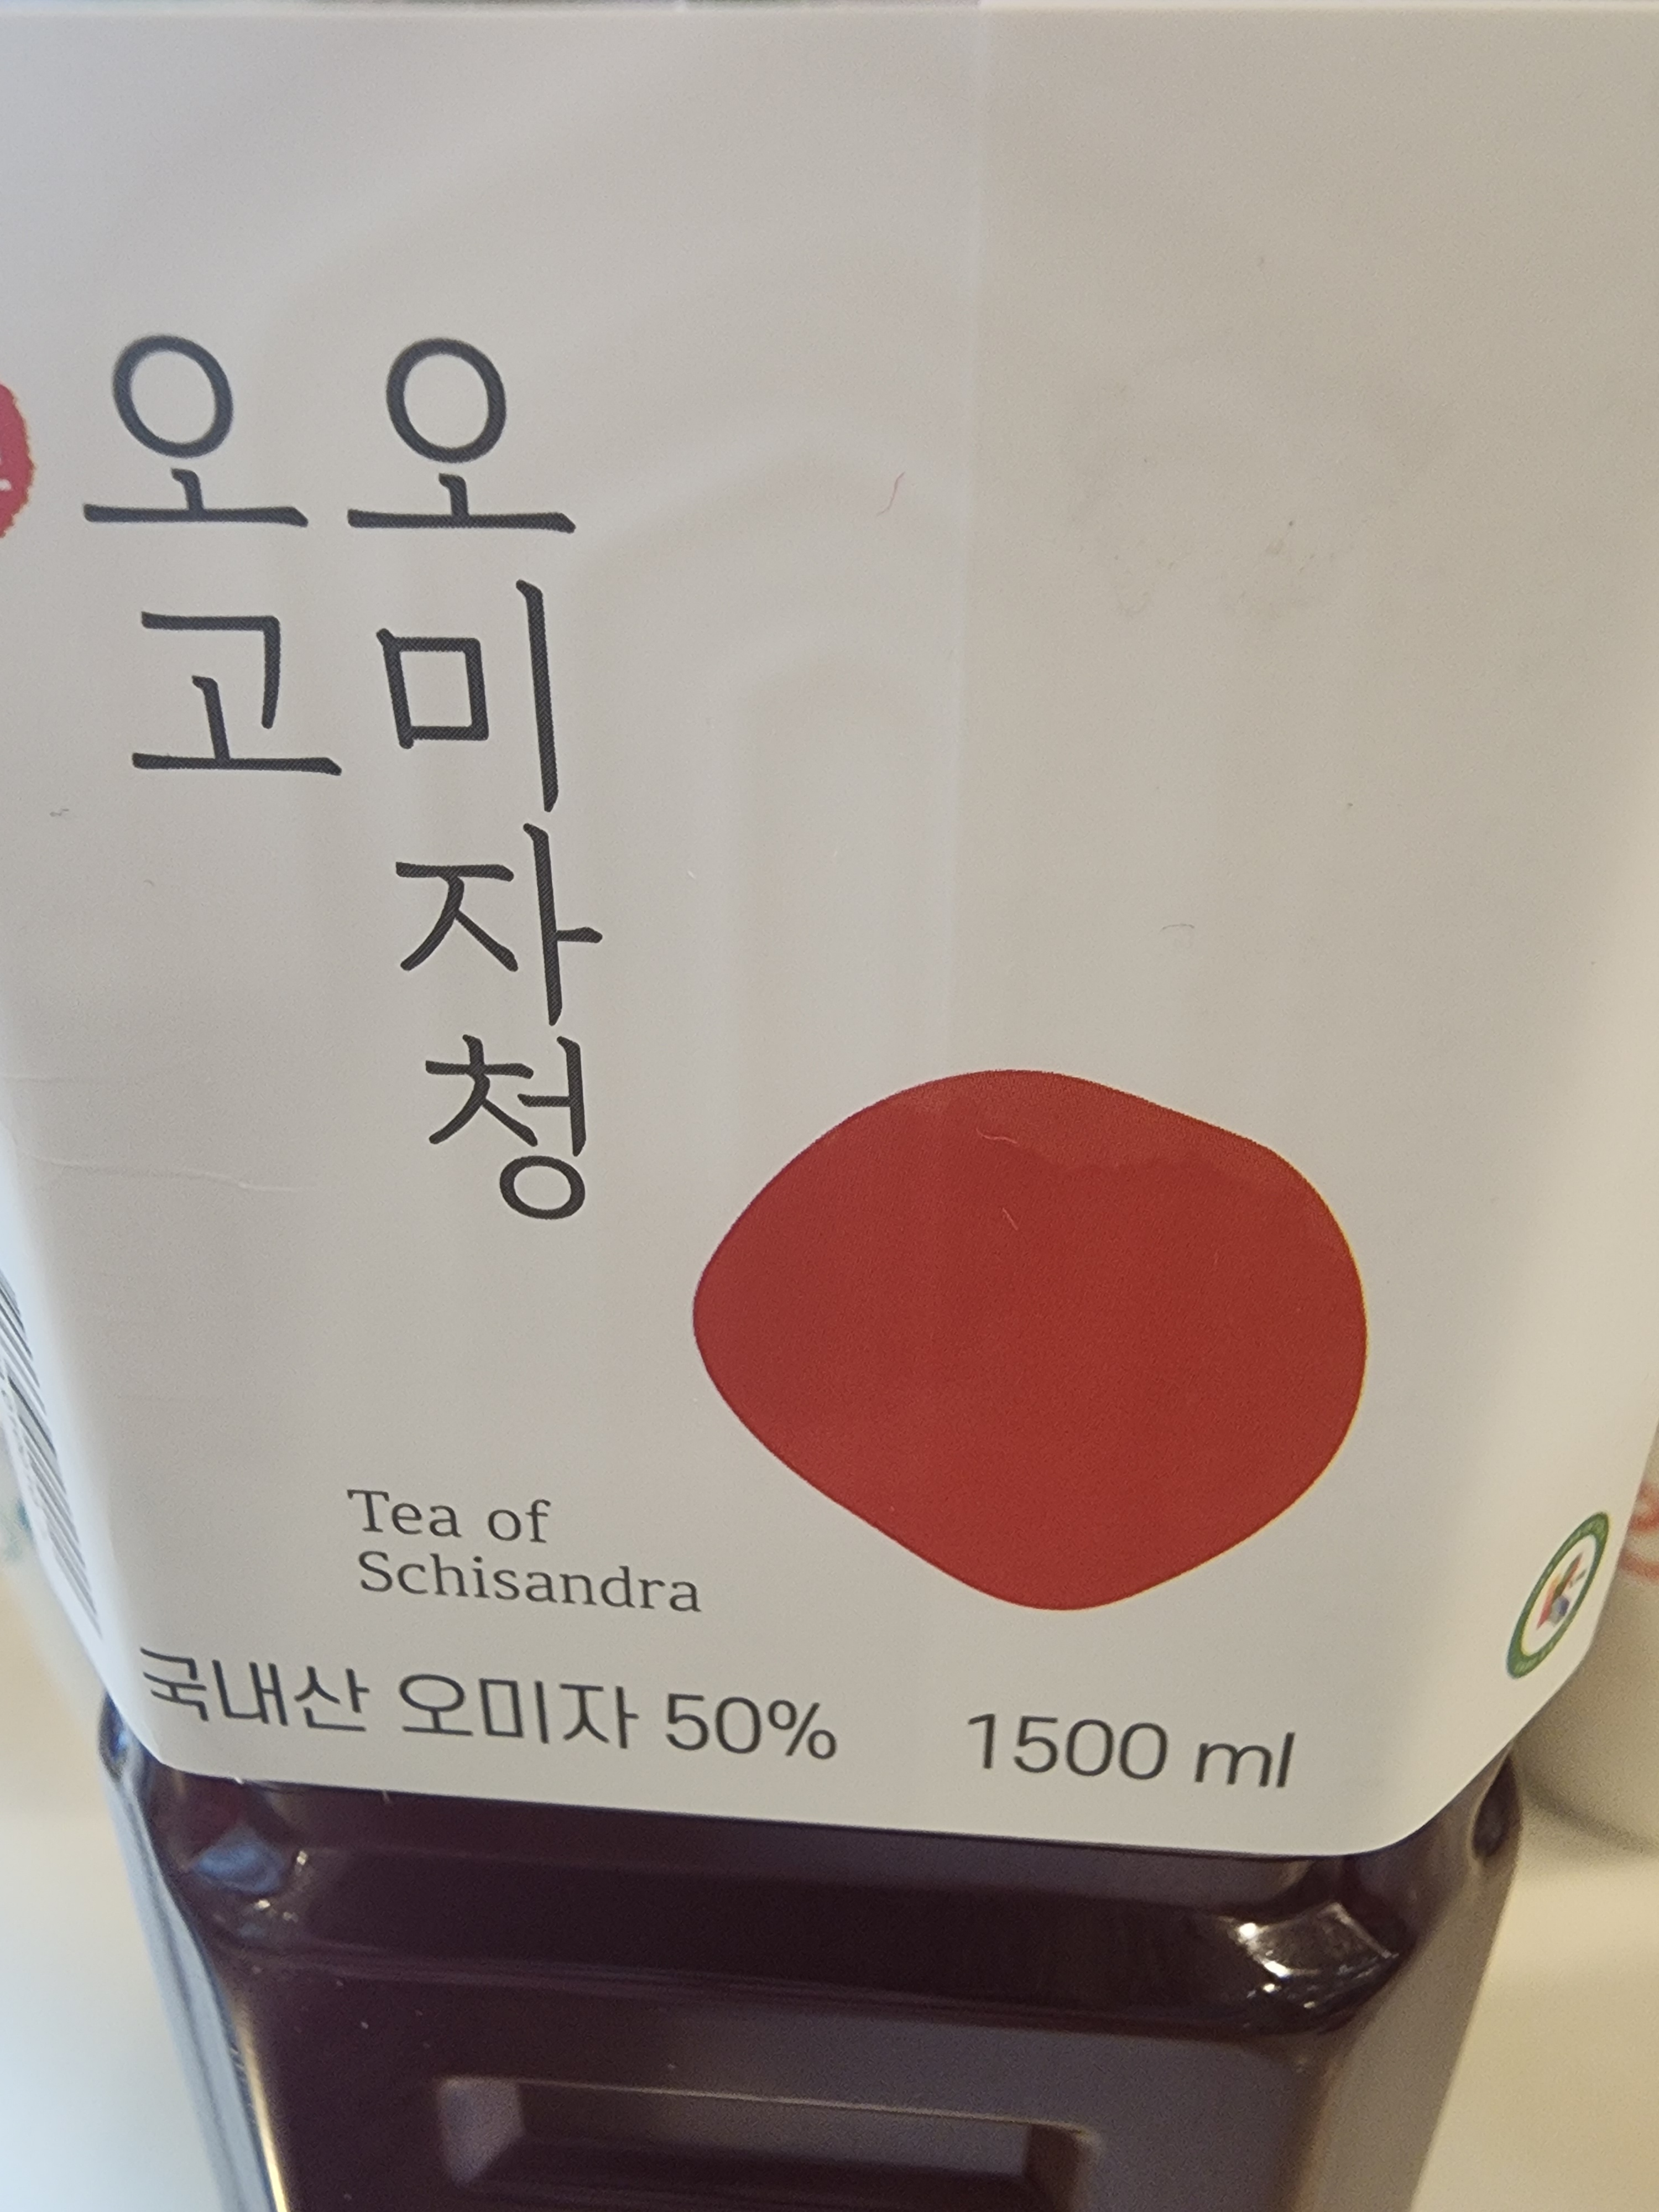 오미자청
오고
Tea of
Schisandra
국내산 오미자 50%
1500 ml